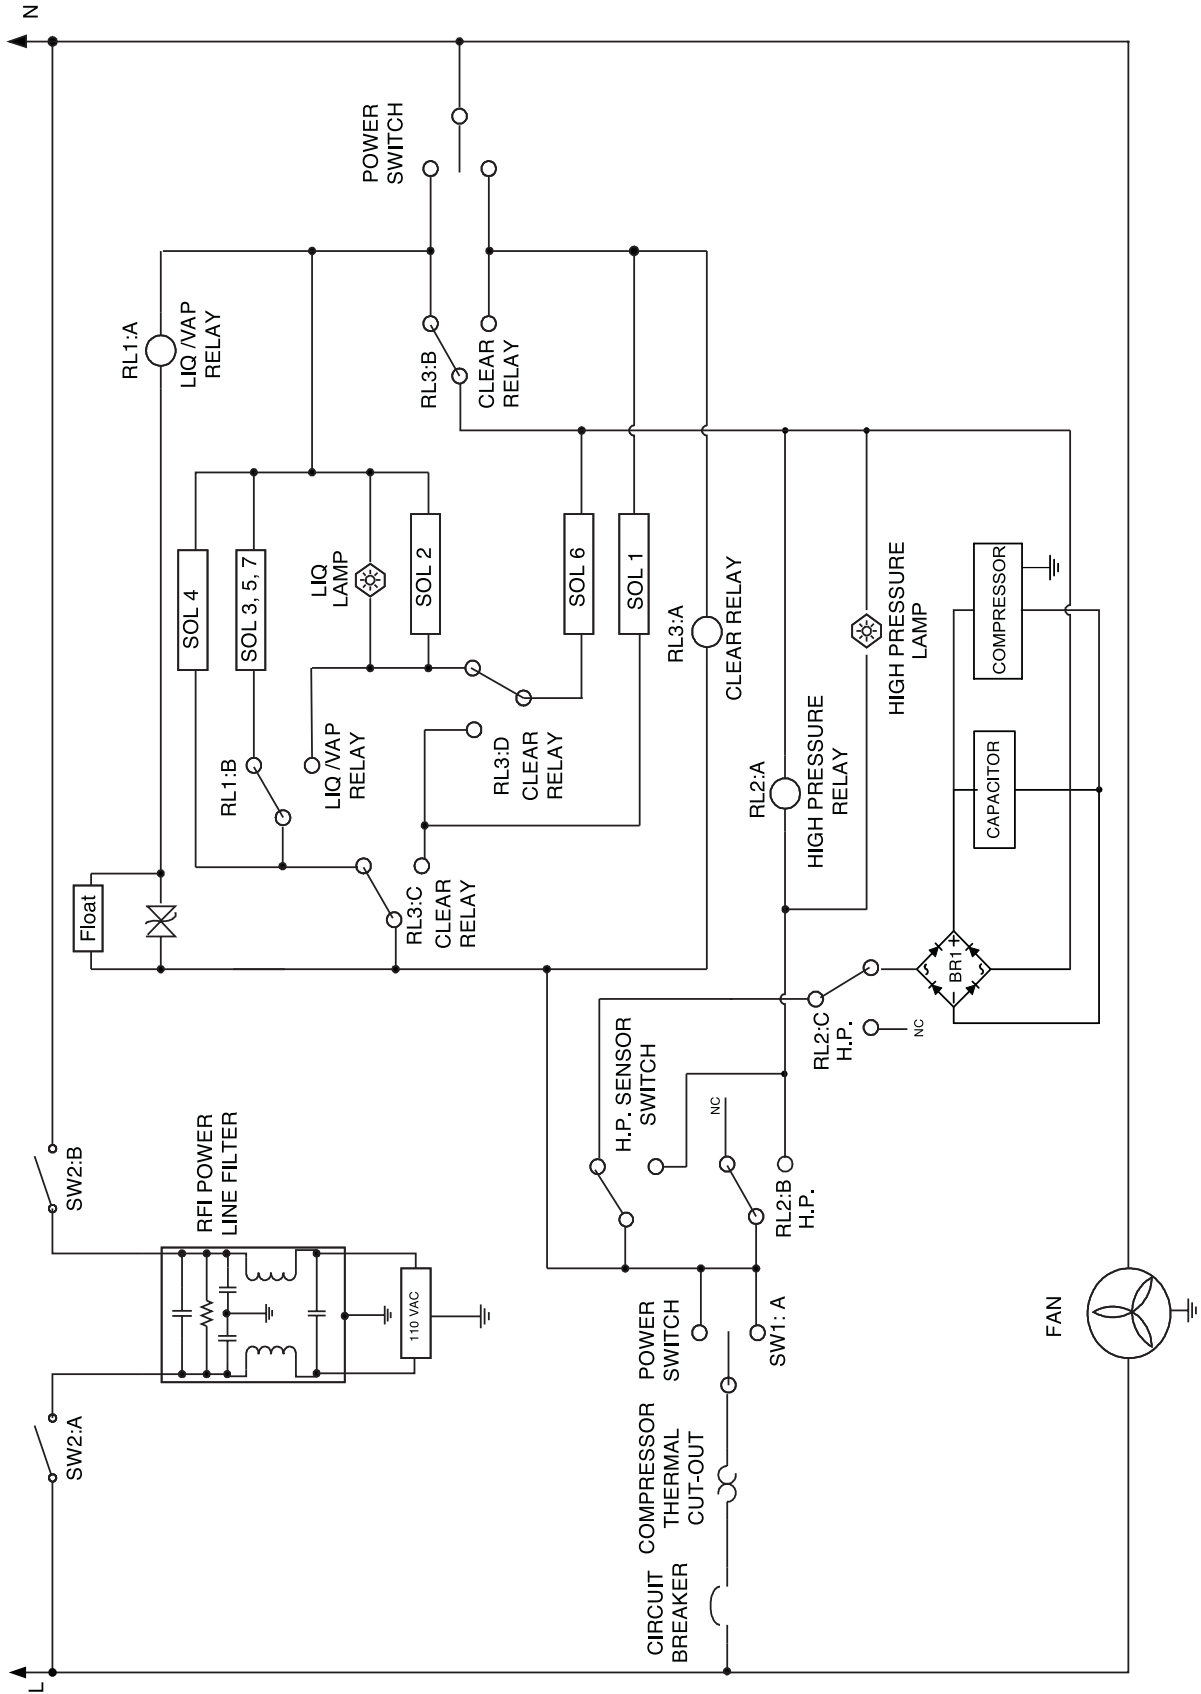 L
N
SW2:A
SW2:B
RFI POWER
LINE FILTER
110 VAC
Float
RL1:A
LIQ /VAP
RELAY
SOL 4
SOL 3, 5, 7
RL1:B
LIQ /VAP
RELAY
LIQ
LAMP
SOL 2
POWER
SWITCH
RL3:B
CLEAR
RELAY
RL3:C
CLEAR
RELAY
RL3:D
CLEAR
RELAY
SOL 6
SOL 1
RL3:A
CLEAR RELAY
CIRCUIT
BREAKER
COMPRESSOR
THERMAL
CUT-OUT
POWER
SWITCH
SW1: A
H.P. SENSOR
SWITCH
NC
RL2:B
H.P.
RL2:A
HIGH PRESSURE
RELAY
HIGH PRESSURE
LAMP
RL2:C
H.P.
NC
BR1
+
−
CAPACITOR
COMPRESSOR
FAN